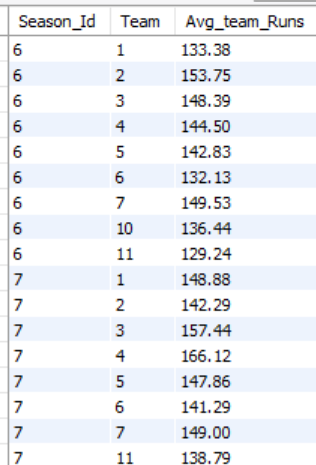 Season_Id Team Avg_team_Runs
6 1 133.38
6 2 153.75
6 3 148.39
6 4 144.50
6 5 142.83
6 6 132.13
6 7 149.53
6 10 136.44
6 11 129.24
7 1 148.88
7 2 142.29
7 3 157.44
7 4 166.12
7 5 147.86
7 6 141.29
7 7 149.00
7 11 138.79